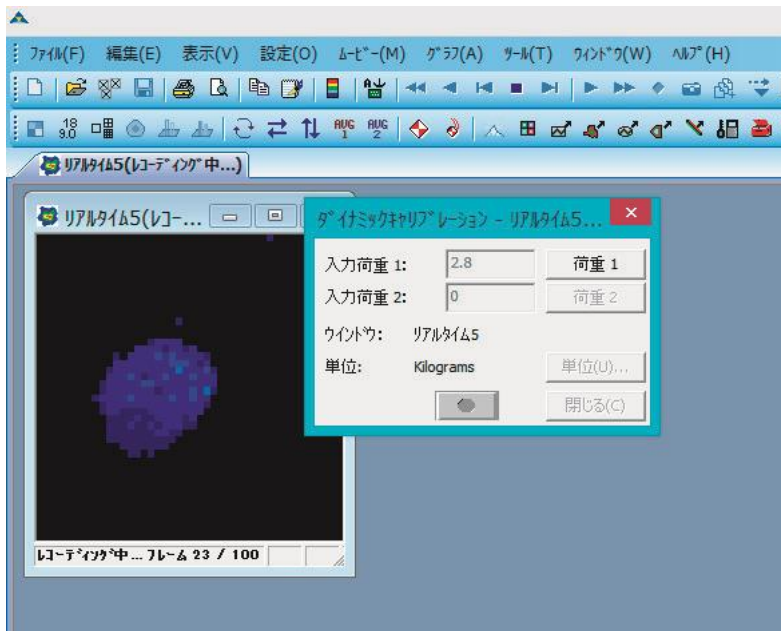 ﾌｧｲﾙ(F) 編集(E) 表示(V) 設定(O) ﾑｰﾋﾞｰ(M) ｸﾞﾗﾌ(A) ﾂｰﾙ(T) ｳｨﾝﾄﾞｳ(W) ﾍﾙﾌﾟ(H)
18
9.0
AVG
1
AVG
2
ﾘｱﾙﾀｲﾑ5(ﾚｺｰﾃﾞｨﾝｸﾞ中...)
ﾘｱﾙﾀｲﾑ5(ﾚｺｰ...
ﾀﾞｲﾅﾐｯｸｷｬﾘﾌﾞﾚｰｼｮﾝ - ﾘｱﾙﾀｲﾑ5...
入力荷重 1: 2.8 荷重 1
入力荷重 2: 0 荷重 2
ｳｲﾝﾄﾞｳ: ﾘｱﾙﾀｲﾑ5
単位: Kilograms 単位(U)...
閉じる(C)
ﾚｺｰﾃﾞｨﾝｸﾞ中... ﾌﾚｰﾑ 23 / 100